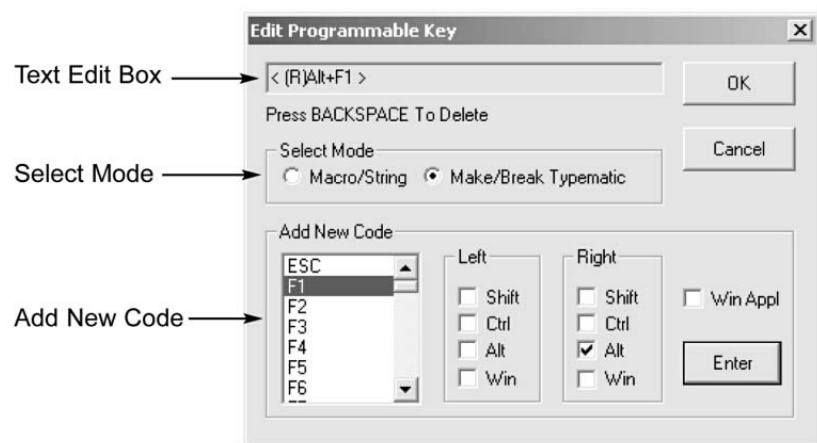 Edit Programmable Key
Text Edit Box
< (R)Alt+F1 >
OK
Press BACKSPACE To Delete
Select Mode
Select Mode
Macro/String
Make/Break Typematic
Cancel
Add New Code
Add New Code
ESC
F1
F2
F3
F4
F5
F6
Left
Shift
Ctrl
Alt
Win
Right
Shift
Ctrl
Alt
Win
Win Appl
Enter